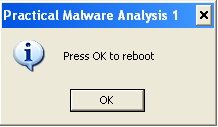 Practical Malware Analysis 1
Press OK to reboot
OK